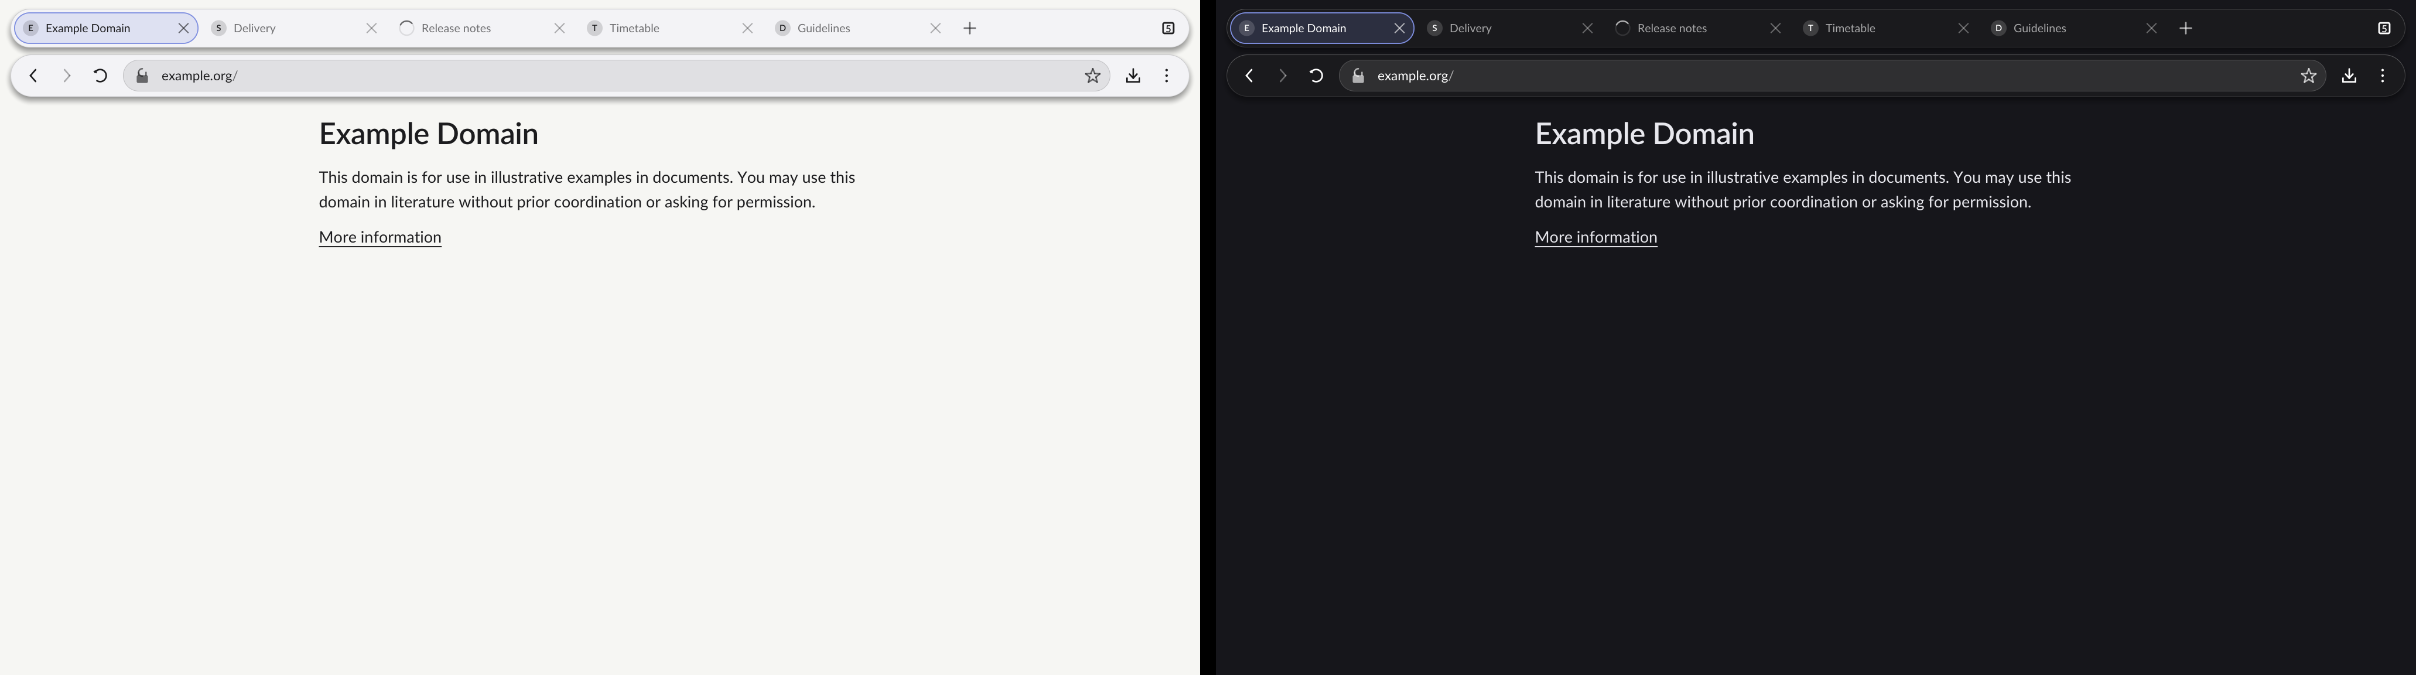 E Example Domain S Delivery Release notes T Timetable D Guidelines 5
example.org/
Example Domain
This domain is for use in illustrative examples in documents. You may use this
domain in literature without prior coordination or asking for permission.
More information
E Example Domain S Delivery Release notes T Timetable D Guidelines 5
example.org/
Example Domain
This domain is for use in illustrative examples in documents. You may use this
domain in literature without prior coordination or asking for permission.
More information